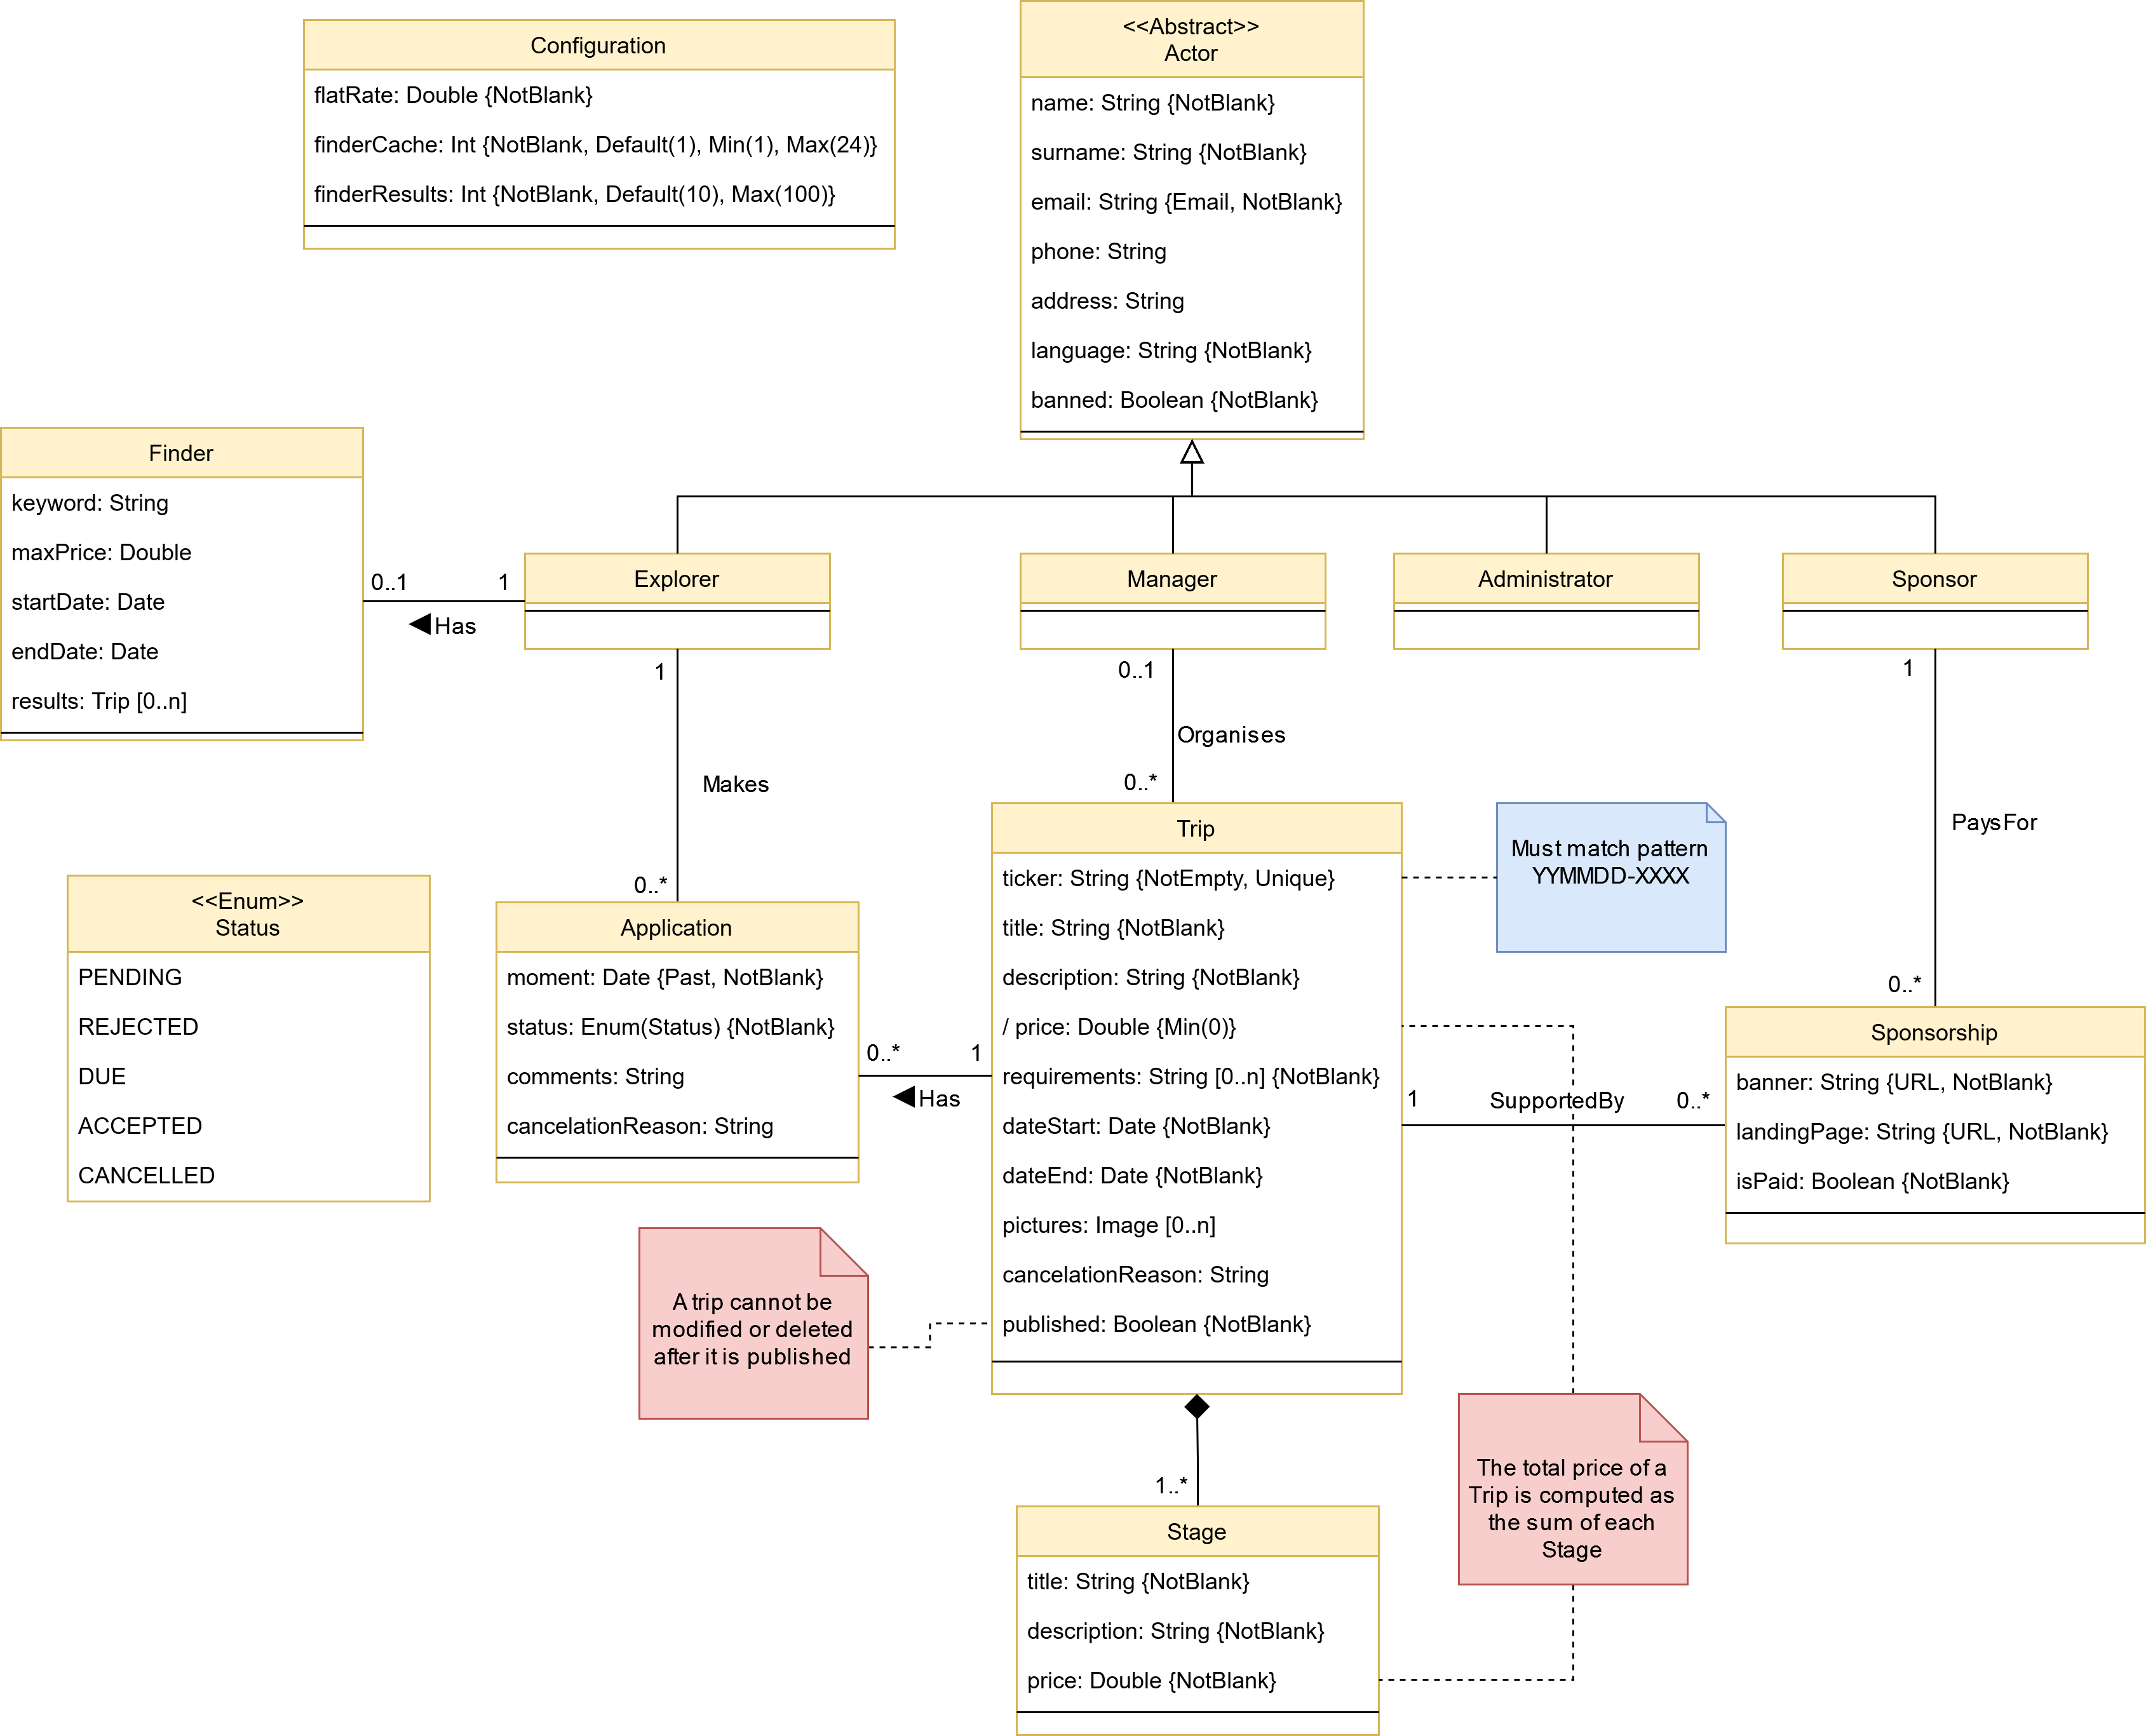 Configuration
flatRate: Double {NotBlank}
finderCache: Int {NotBlank, Default(1), Min(1), Max(24)}
finderResults: Int {NotBlank, Default(10), Max(100)}
<<Abstract>>
Actor
name: String {NotBlank}
surname: String {NotBlank}
email: String {Email, NotBlank}
phone: String
address: String
language: String {NotBlank}
banned: Boolean {NotBlank}
Finder
keyword: String
maxPrice: Double
startDate: Date
endDate: Date
results: Trip [0..n]
0..1
1
Has
Explorer
Manager
Administrator
Sponsor
1
Makes
0..*
0..1
Organises
0..*
1
PaysFor
0..*
<<Enum>>
Status
PENDING
REJECTED
DUE
ACCEPTED
CANCELLED
Application
moment: Date {Past, NotBlank}
status: Enum(Status) {NotBlank}
comments: String
cancelationReason: String
0..*
1
Has
Trip
ticker: String {NotEmpty, Unique}
title: String {NotBlank}
description: String {NotBlank}
/ price: Double {Min(0)}
requirements: String [0..n] {NotBlank}
dateStart: Date {NotBlank}
dateEnd: Date {NotBlank}
pictures: Image [0..n]
cancelationReason: String
published: Boolean {NotBlank}
Must match pattern
YYMMDD-XXXX
1
SupportedBy
0..*
Sponsorship
banner: String {URL, NotBlank}
landingPage: String {URL, NotBlank}
isPaid: Boolean {NotBlank}
A trip cannot be
modified or deleted
after it is published
1..*
Stage
title: String {NotBlank}
description: String {NotBlank}
price: Double {NotBlank}
The total price of a
Trip is computed as
the sum of each
Stage